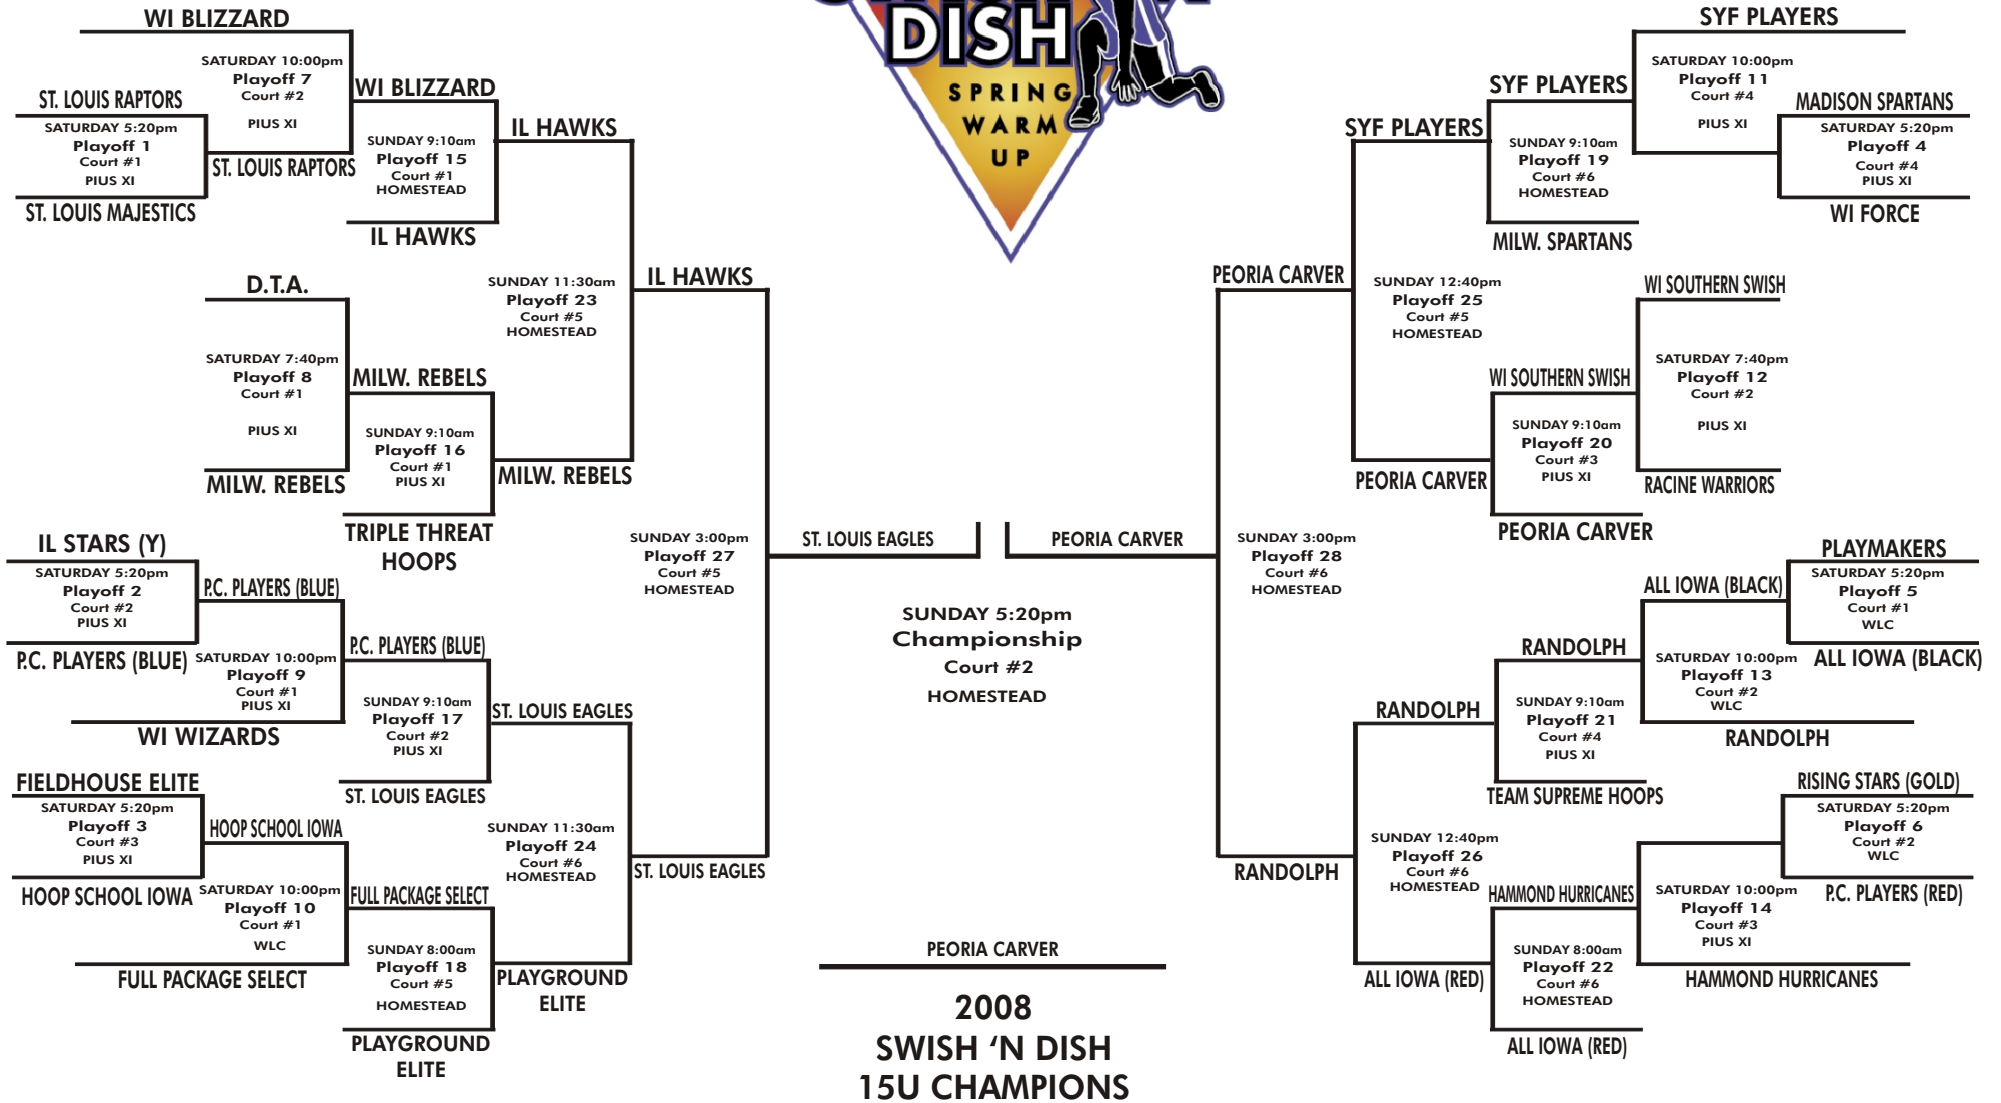 DISH
SPRING
WARM
UP
WI BLIZZARD
SATURDAY 10:00pm
Playoff 7
Court #2
PIUS XI
ST. LOUIS RAPTORS
SATURDAY 5:20pm
Playoff 1
Court #1
PIUS XI
ST. LOUIS MAJESTICS
ST. LOUIS RAPTORS
WI BLIZZARD
SUNDAY 9:10am
Playoff 15
Court #1
HOMESTEAD
IL HAWKS
IL HAWKS
D.T.A.
SATURDAY 7:40pm
Playoff 8
Court #1
PIUS XI
MILW. REBELS
MILW. REBELS
SUNDAY 9:10am
Playoff 16
Court #1
PIUS XI
TRIPLE THREAT
HOOPS
MILW. REBELS
SUNDAY 11:30am
Playoff 23
Court #5
HOMESTEAD
IL HAWKS
IL STARS (Y)
SATURDAY 5:20pm
Playoff 2
Court #2
PIUS XI
P.C. PLAYERS (BLUE)
P.C. PLAYERS (BLUE)
SATURDAY 10:00pm
Playoff 9
Court #1
PIUS XI
WI WIZARDS
P.C. PLAYERS (BLUE)
SUNDAY 9:10am
Playoff 17
Court #2
PIUS XI
ST. LOUIS EAGLES
ST. LOUIS EAGLES
FIELDHOUSE ELITE
SATURDAY 5:20pm
Playoff 3
Court #3
PIUS XI
HOOP SCHOOL IOWA
HOOP SCHOOL IOWA
SATURDAY 10:00pm
Playoff 10
Court #1
WLC
FULL PACKAGE SELECT
FULL PACKAGE SELECT
SUNDAY 8:00am
Playoff 18
Court #5
HOMESTEAD
PLAYGROUND
ELITE
PLAYGROUND
ELITE
SUNDAY 11:30am
Playoff 24
Court #6
HOMESTEAD
ST. LOUIS EAGLES
SUNDAY 3:00pm
Playoff 27
Court #5
HOMESTEAD
ST. LOUIS EAGLES
PEORIA CARVER
SUNDAY 5:20pm
Championship
Court #2
HOMESTEAD
PEORIA CARVER
2008
SWISH ‘N DISH
15U CHAMPIONS
SYF PLAYERS
SATURDAY 10:00pm
Playoff 11
Court #4
PIUS XI
MADISON SPARTANS
SATURDAY 5:20pm
Playoff 4
Court #4
PIUS XI
WI FORCE
SYF PLAYERS
SUNDAY 9:10am
Playoff 19
Court #6
HOMESTEAD
MILW. SPARTANS
SYF PLAYERS
PEORIA CARVER
SUNDAY 12:40pm
Playoff 25
Court #5
HOMESTEAD
WI SOUTHERN SWISH
SATURDAY 7:40pm
Playoff 12
Court #2
PIUS XI
RACINE WARRIORS
WI SOUTHERN SWISH
SUNDAY 9:10am
Playoff 20
Court #3
PIUS XI
PEORIA CARVER
PEORIA CARVER
SUNDAY 3:00pm
Playoff 28
Court #6
HOMESTEAD
PLAYMAKERS
SATURDAY 5:20pm
Playoff 5
Court #1
WLC
ALL IOWA (BLACK)
ALL IOWA (BLACK)
SATURDAY 10:00pm
Playoff 13
Court #2
WLC
RANDOLPH
RANDOLPH
SUNDAY 9:10am
Playoff 21
Court #4
PIUS XI
TEAM SUPREME HOOPS
RANDOLPH
SUNDAY 12:40pm
Playoff 26
Court #6
HOMESTEAD
RANDOLPH
RISING STARS (GOLD)
SATURDAY 5:20pm
Playoff 6
Court #2
WLC
P.C. PLAYERS (RED)
SATURDAY 10:00pm
Playoff 14
Court #3
PIUS XI
HAMMOND HURRICANES
HAMMOND HURRICANES
SUNDAY 8:00am
Playoff 22
Court #6
HOMESTEAD
ALL IOWA (RED)
ALL IOWA (RED)